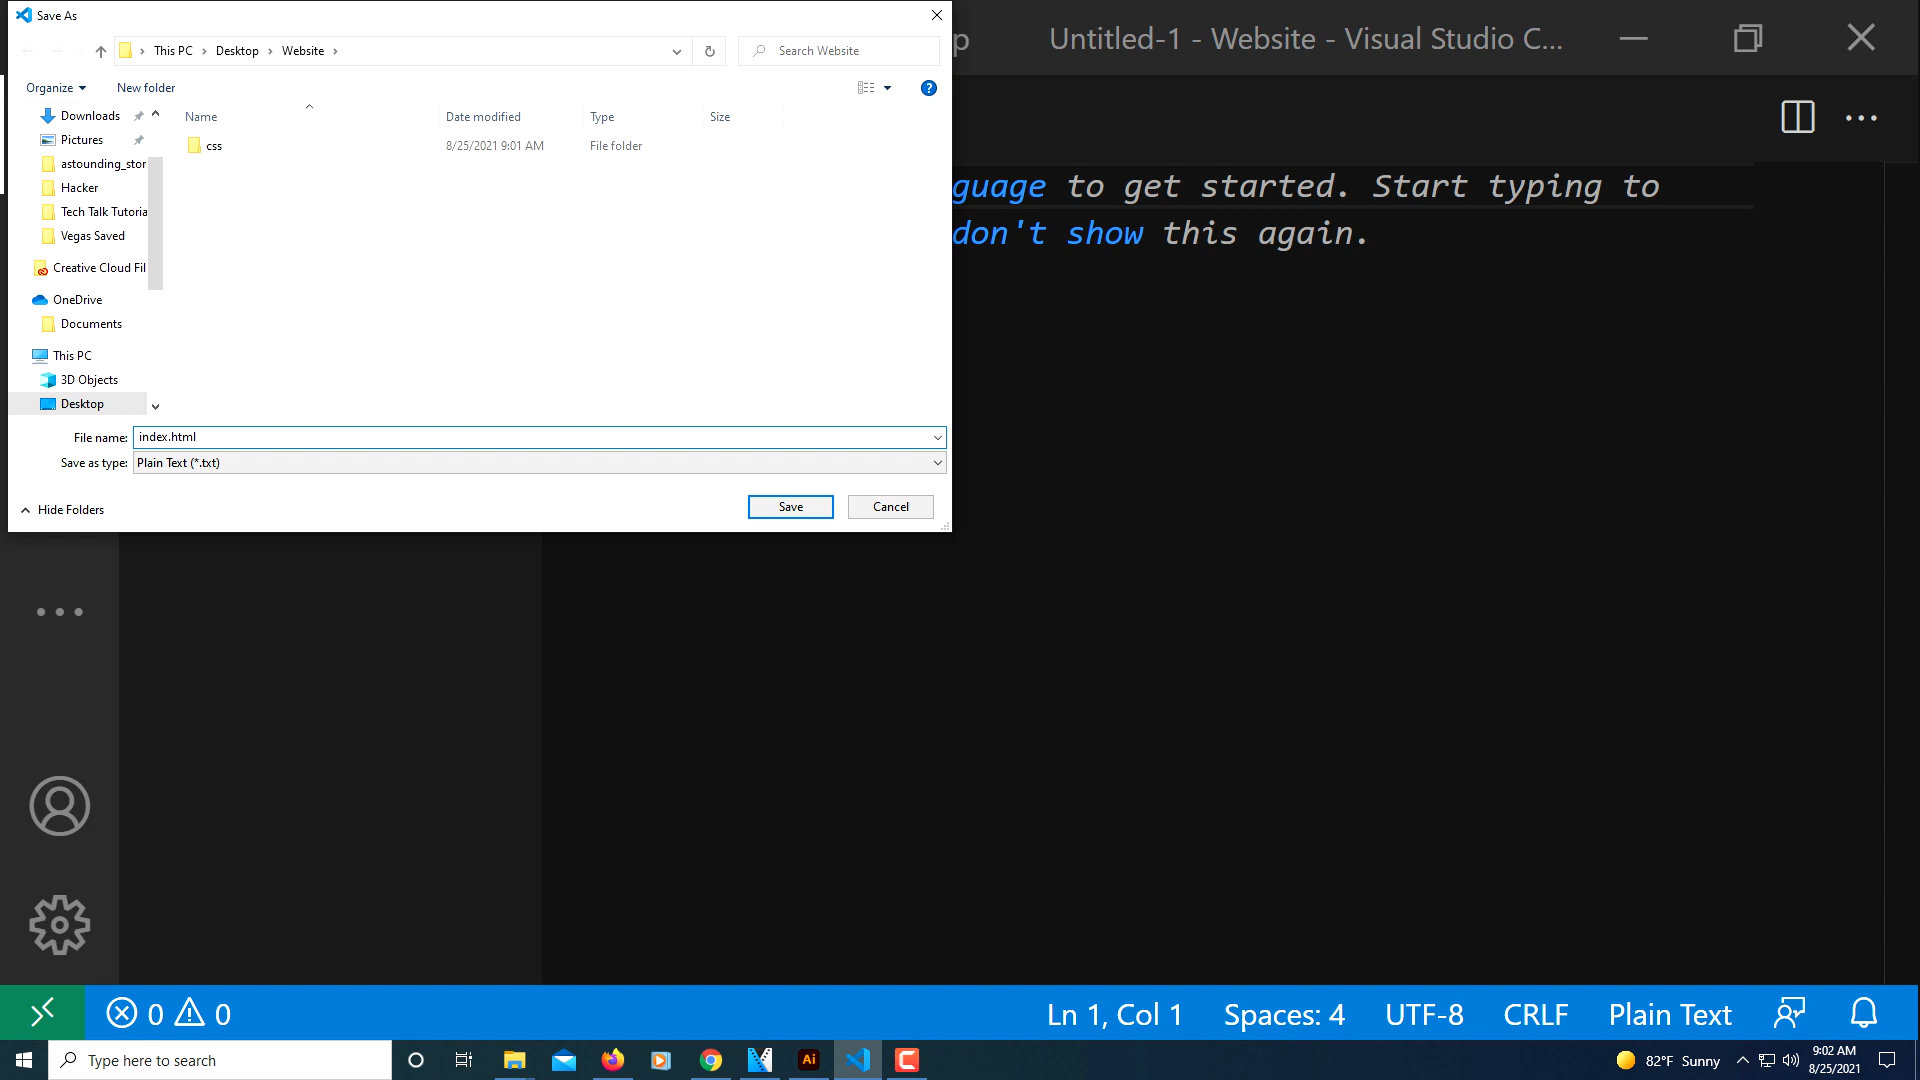 Save As
p
Untitled-1 - Website - Visual Studio C...
This PC > Desktop > Website >
Search Website
Organize
New folder
?
Name
Date modified
Type
Size
css
8/25/2021 9:01 AM
File folder
Downloads
Pictures
astounding_stor
Hacker
Tech Talk Tutoria
Vegas Saved
Creative Cloud Fil
OneDrive
Documents
This PC
3D Objects
Desktop
guage to get started. Start typing to
don't show this again.
File name: index.html
Save as type: Plain Text (*.txt)
Hide Folders
Save
Cancel
0 0
Ln 1, Col 1
Spaces: 4
UTF-8
CRLF
Plain Text
Type here to search
Ai
82°F Sunny
9:02 AM
8/25/2021